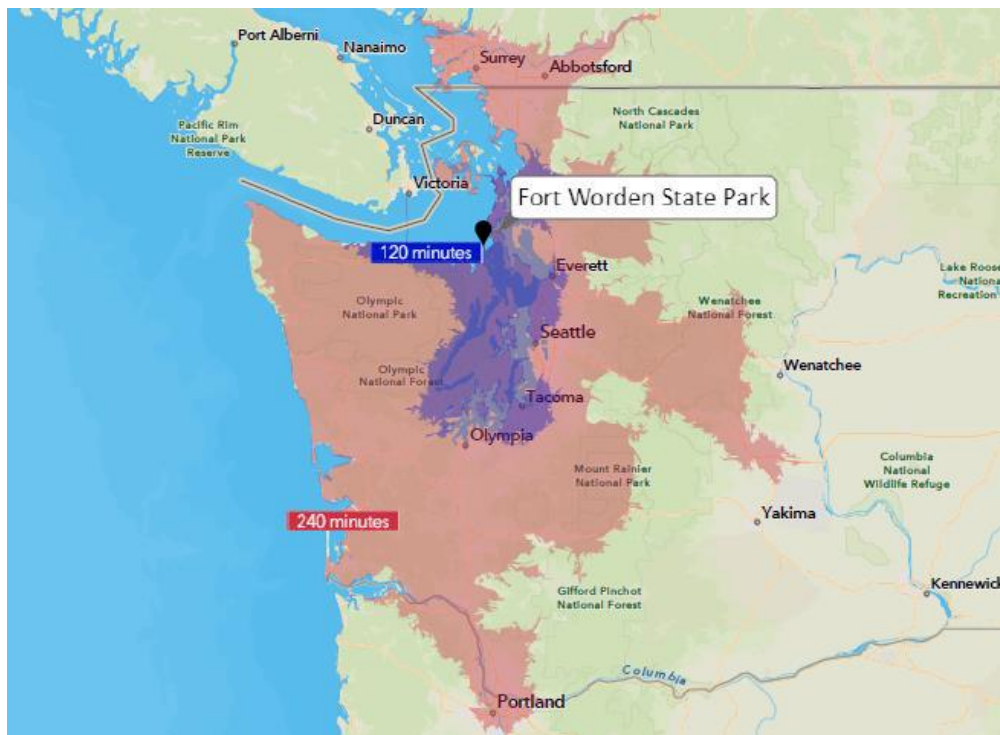 Port Alberni
Nanaimo
Surrey
Abbotsford
North Cascades
National Park
Pacific Rim
National Park
Reserve
Duncan
Victoria
Fort Worden State Park
120 minutes
Everett
Lake Roose
Nationa
Recreation
Olympic
National Park
Wenatchee
National Forest
Seattle
Wenatchee
Olympic
National Forest
Tacoma
Olympia
Columbia
National
Wildlife Refuge
Mount Rainier
National Park
240 minutes
Yakima
Gifford Pinchot
National Forest
Kennewick
Columbia
Portland